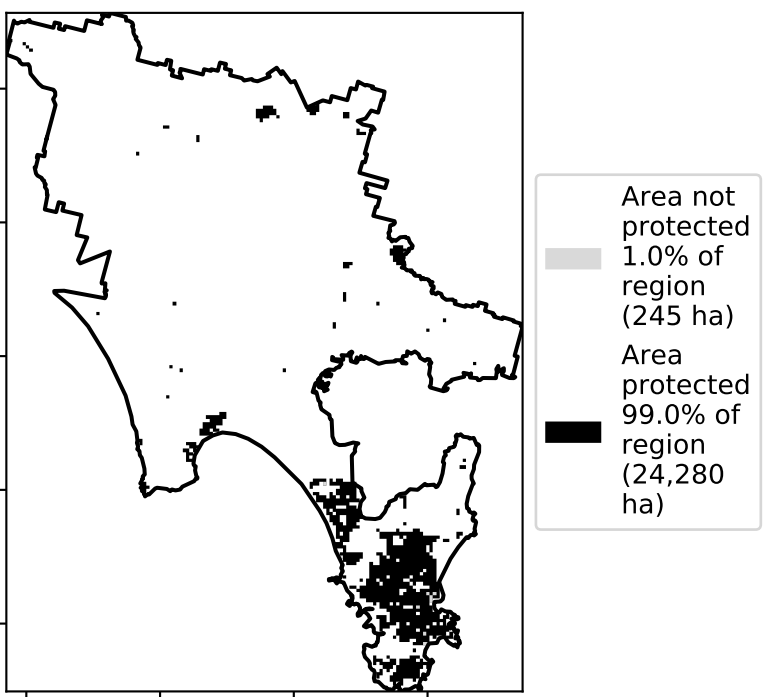 Area not
protected
1.0% of
region
(245 ha)
Area
protected
99.0% of
region
(24,280
ha)